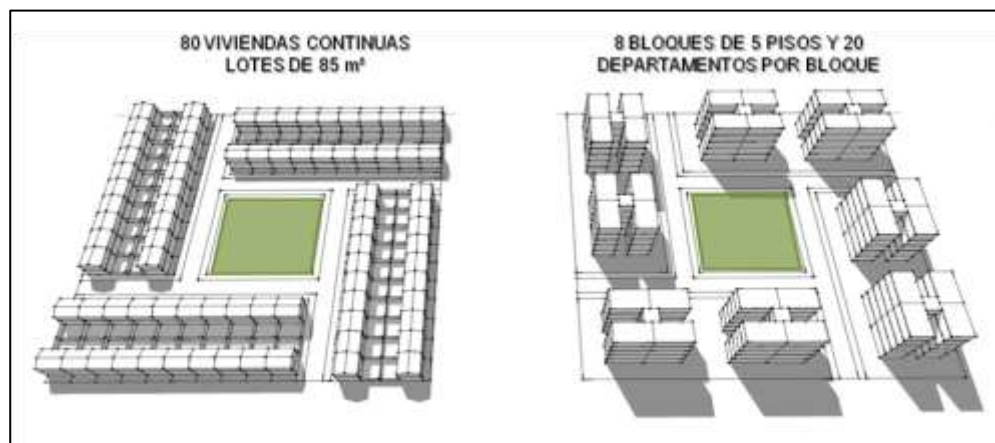 80 VIVIENDAS CONTINUAS
LOTES DE 85 m²
8 BLOQUES DE 5 PISOS Y 20
DEPARTAMENTOS POR BLOQUE